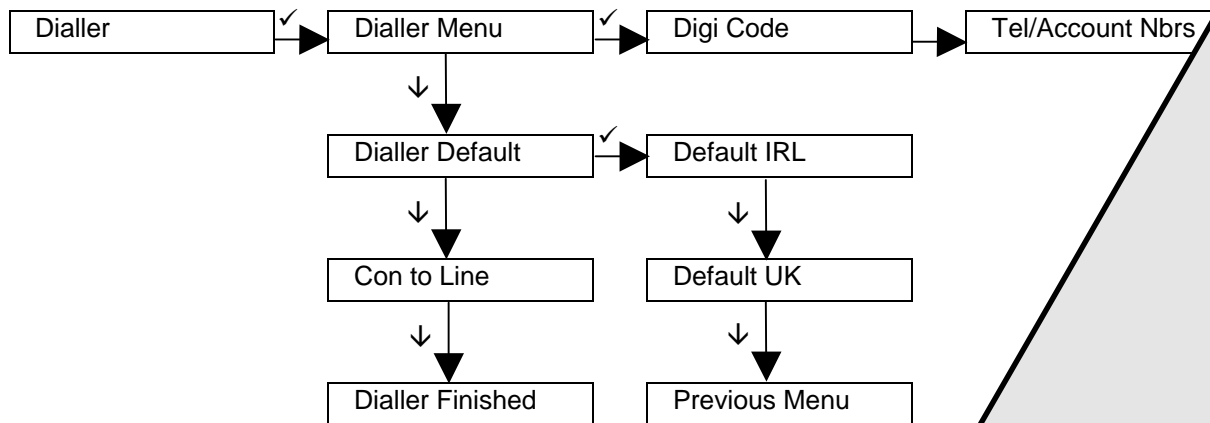 Dialler ✓ Dialler Menu ✓ Digi Code Tel/Account Nbrs
Dialler Default ✓ Default IRL
Con to Line Default UK
Dialler Finished Previous Menu